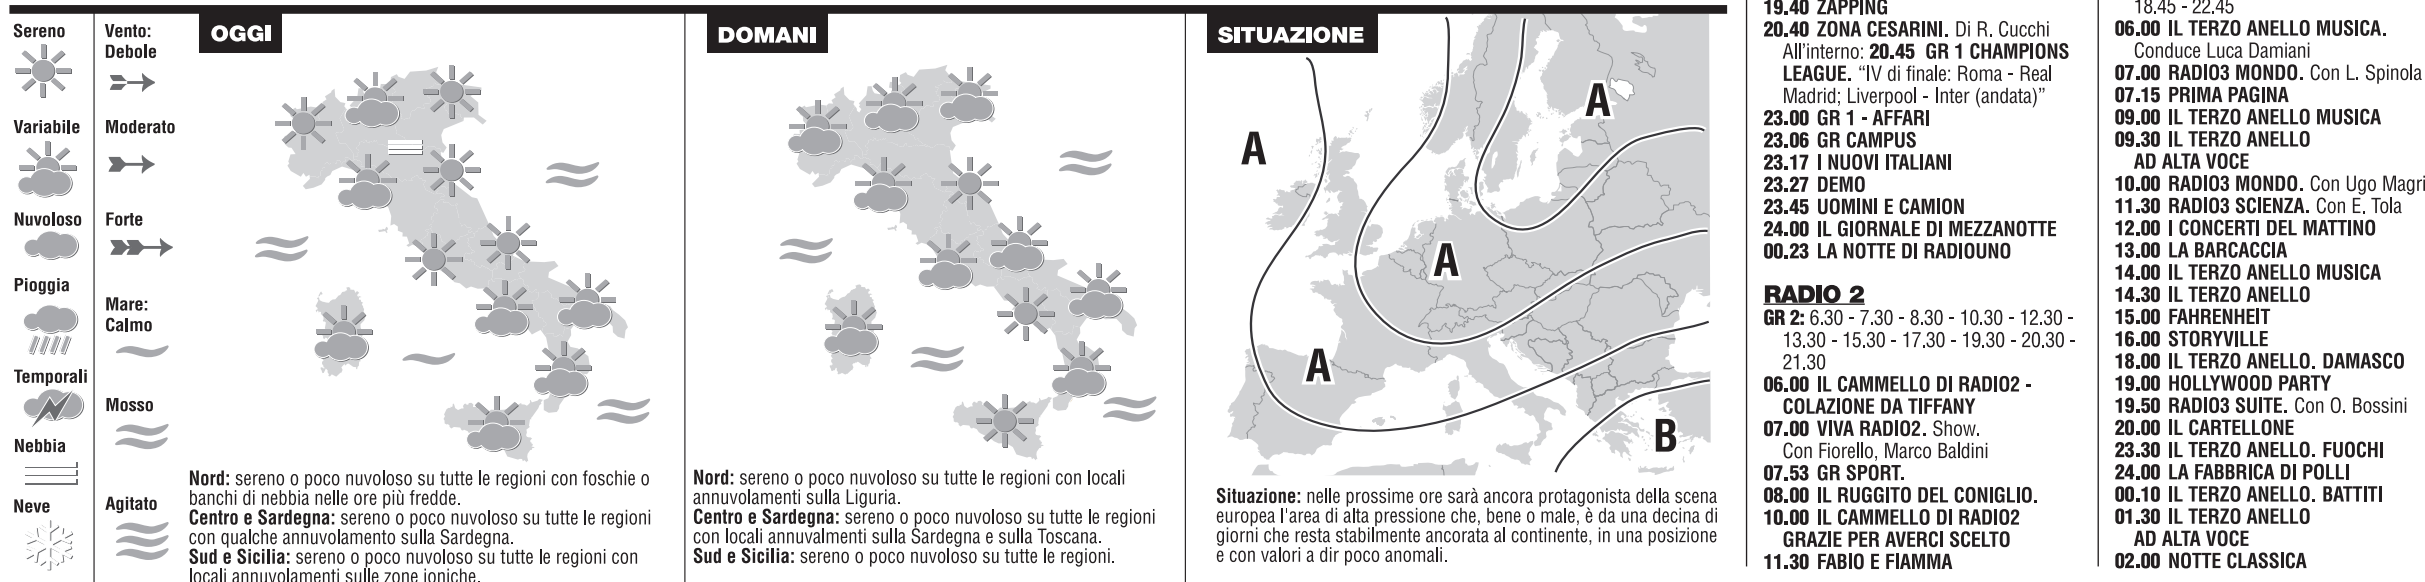 Sereno
Variabile
Nuvoloso
Pioggia
Temporali
Nebbia
Neve
Vento:
Debole
Moderato
Forte
Mare:
Calmo
Mosso
Agitato
OGGI
Nord: sereno o poco nuvoloso su tutte le regioni con foschie o
banchi di nebbia nelle ore più fredde.
Centro e Sardegna: sereno o poco nuvoloso su tutte le regioni
con qualche annuvolamento sulla Sardegna.
Sud e Sicilia: sereno o poco nuvoloso su tutte le regioni con
locali annuvolamenti sulle zone ioniche.
DOMANI
Nord: sereno o poco nuvoloso su tutte le regioni con locali
annuvolamenti sulla Liguria.
Centro e Sardegna: sereno o poco nuvoloso su tutte le regioni
con locali annuvalmenti sulla Sardegna e sulla Toscana.
Sud e Sicilia: sereno o poco nuvoloso su tutte le regioni.
SITUAZIONE
A
A
A
A
B
Situazione: nelle prossime ore sarà ancora protagonista della scena
europea l'area di alta pressione che, bene o male, è da una decina di
giorni che resta stabilmente ancorata al continente, in una posizione
e con valori a dir poco anomali.
19.40 ZAPPING
20.40 ZONA CESARINI. Di R. Cucchi
All'interno: 20.45 GR 1 CHAMPIONS
LEAGUE. “IV di finale: Roma - Real
Madrid; Liverpool - Inter (andata)”
23.00 GR 1 - AFFARI
23.06 GR CAMPUS
23.17 I NUOVI ITALIANI
23.27 DEMO
23.45 UOMINI E CAMION
24.00 IL GIORNALE DI MEZZANOTTE
00.23 LA NOTTE DI RADIOUNO
RADIO 2
GR 2: 6.30 - 7.30 - 8.30 - 10.30 - 12.30 -
13.30 - 15.30 - 17.30 - 19.30 - 20.30 -
21.30
06.00 IL CAMMELLO DI RADIO2 -
COLAZIONE DA TIFFANY
07.00 VIVA RADIO2. Show.
Con Fiorello, Marco Baldini
07.53 GR SPORT.
08.00 IL RUGGITO DEL CONIGLIO.
10.00 IL CAMMELLO DI RADIO2
GRAZIE PER AVERCI SCELTO
11.30 FABIO E FIAMMA
18.45 - 22.45
06.00 IL TERZO ANELLO MUSICA.
Conduce Luca Damiani
07.00 RADIO3 MONDO. Con L. Spinola
07.15 PRIMA PAGINA
09.00 IL TERZO ANELLO MUSICA
09.30 IL TERZO ANELLO
AD ALTA VOCE
10.00 RADIO3 MONDO. Con Ugo Magri
11.30 RADIO3 SCIENZA. Con E. Tola
12.00 I CONCERTI DEL MATTINO
13.00 LA BARCACCIA
14.00 IL TERZO ANELLO MUSICA
14.30 IL TERZO ANELLO
15.00 FAHRENHEIT
16.00 STORYVILLE
18.00 IL TERZO ANELLO. DAMASCO
19.00 HOLLYWOOD PARTY
19.50 RADIO3 SUITE. Con O. Bossini
20.00 IL CARTELLONE
23.30 IL TERZO ANELLO. FUOCHI
24.00 LA FABBRICA DI POLLI
00.10 IL TERZO ANELLO. BATTITI
01.30 IL TERZO ANELLO
AD ALTA VOCE
02.00 NOTTE CLASSICA